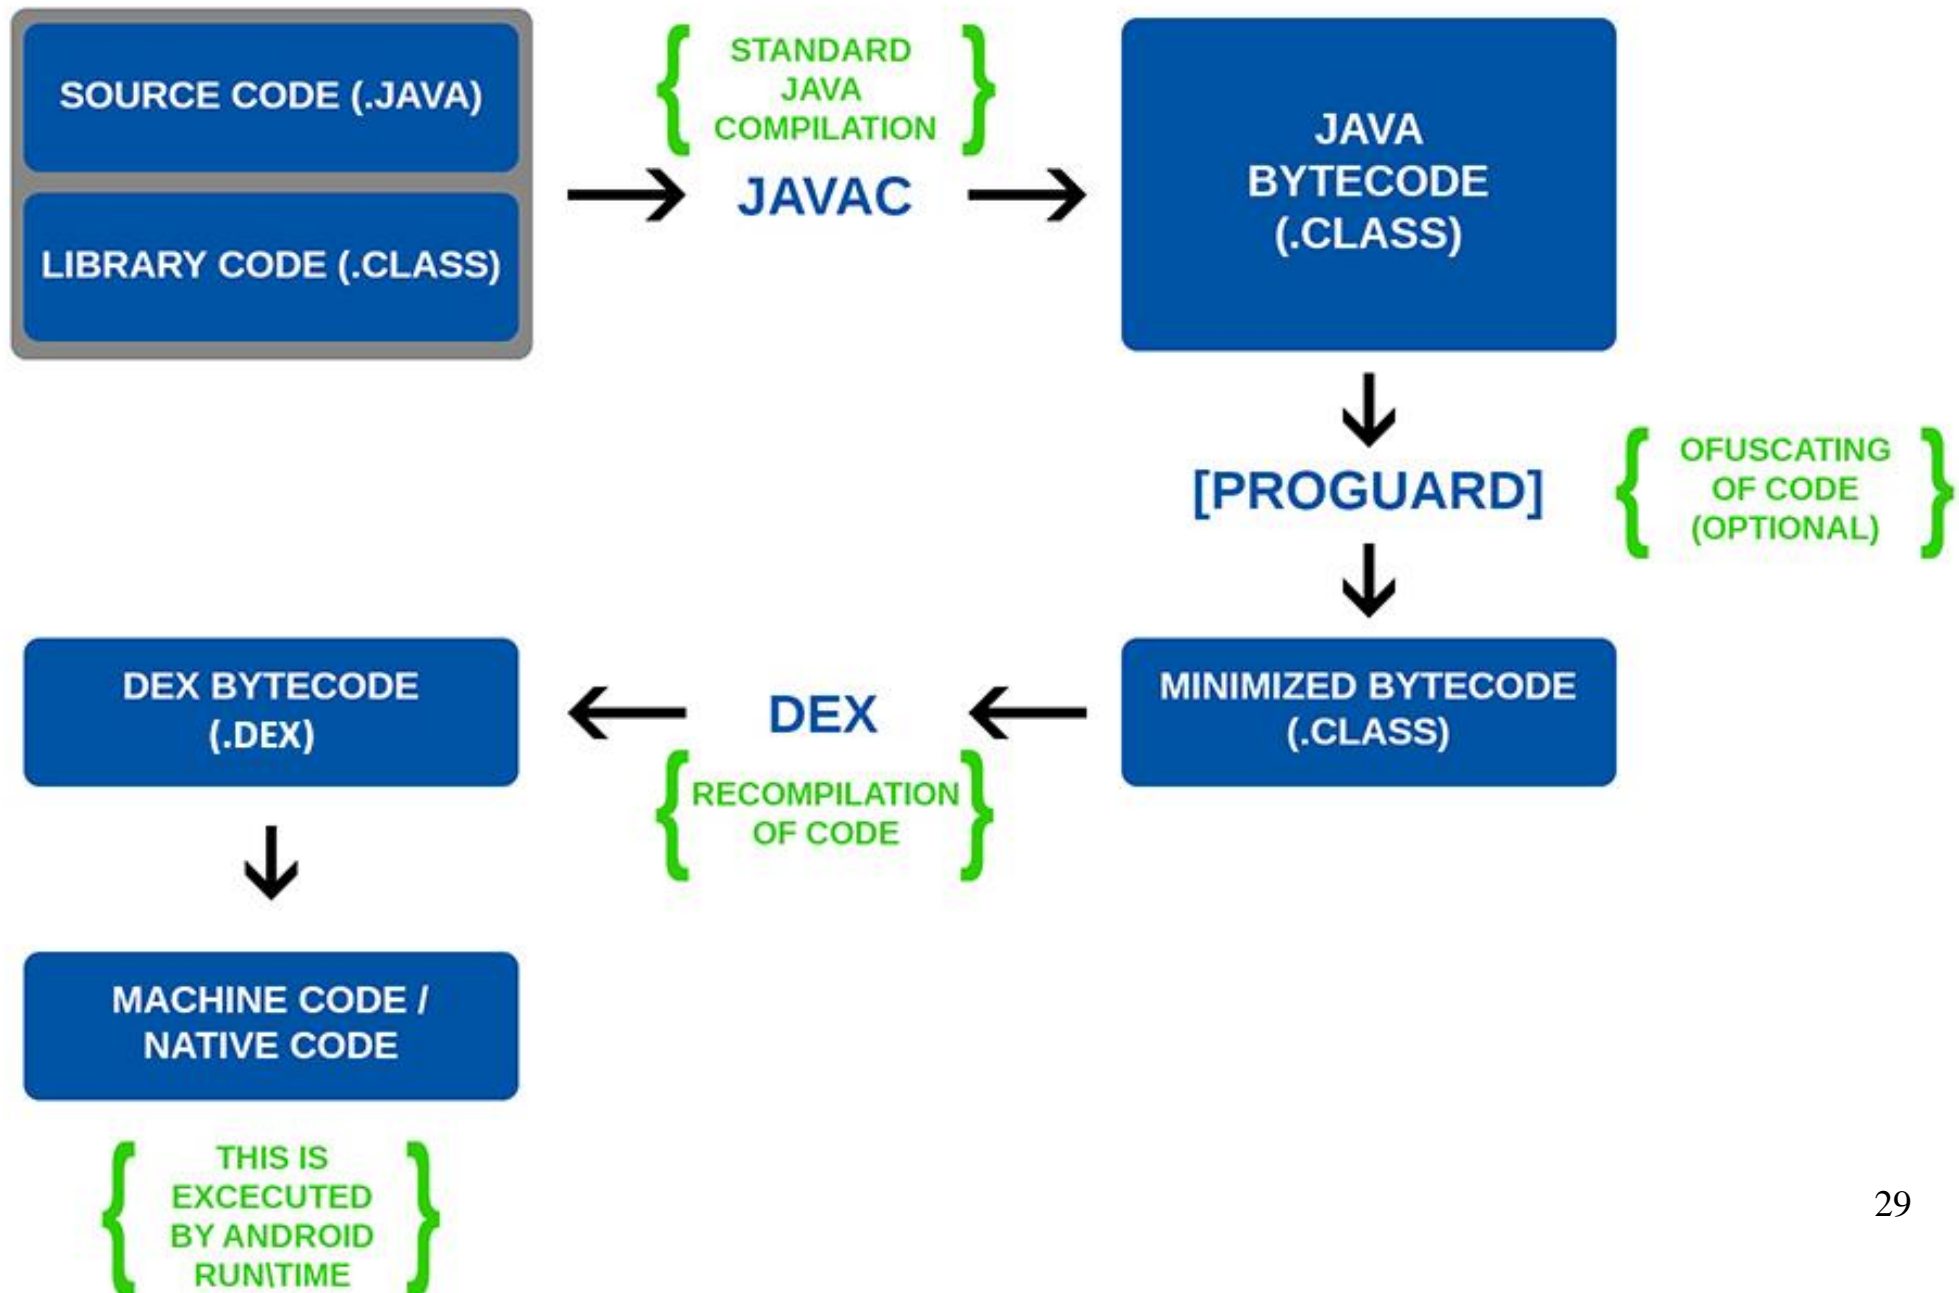 SOURCE CODE (.JAVA)
LIBRARY CODE (.CLASS)
STANDARD
JAVA
COMPILATION
JAVAC
JAVA
BYTECODE
(.CLASS)
[PROGUARD]
OFUSCATING
OF CODE
(OPTIONAL)
MINIMIZED BYTECODE
(.CLASS)
DEX
RECOMPILATION
OF CODE
DEX BYTECODE
(.DEX)
MACHINE CODE /
NATIVE CODE
THIS IS
EXCECUTED
BY ANDROID
RUN\TIME
29